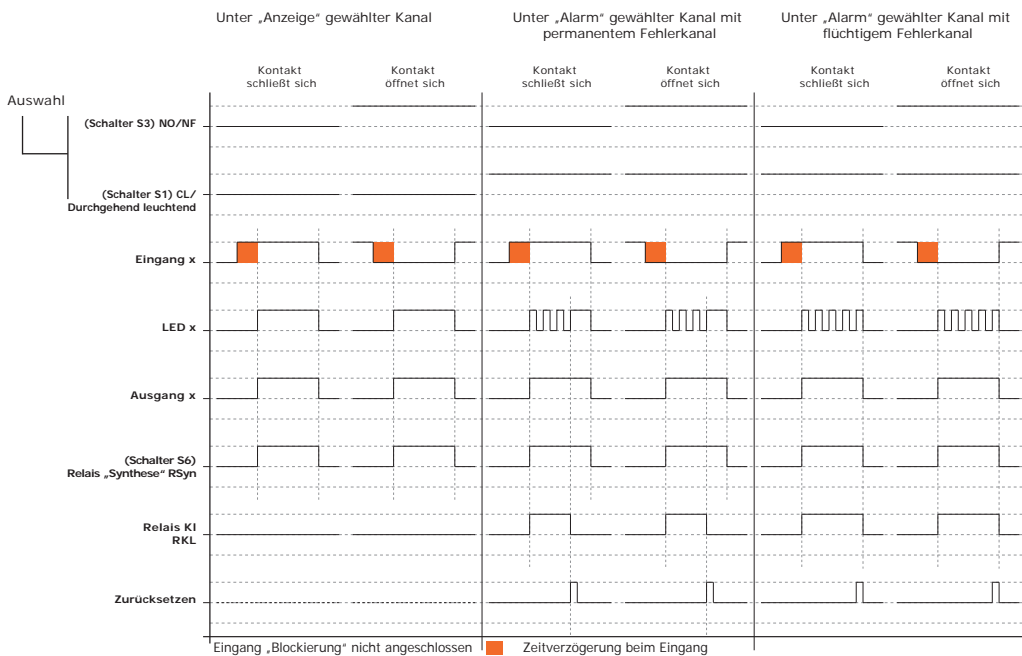 Unter „Anzeige“ gewählter Kanal
Unter „Alarm“ gewählter Kanal mit
permanentem Fehlerkanal
Unter „Alarm“ gewählter Kanal mit
flüchtigem Fehlerkanal
Kontakt
schließt sich
Kontakt
öffnet sich
Kontakt
schließt sich
Kontakt
öffnet sich
Kontakt
schließt sich
Kontakt
öffnet sich
Auswahl
(Schalter S3) NO/NF
(Schalter S1) CL/
Durchgehend leuchtend
Eingang x
LED x
Ausgang x
(Schalter S6)
Relais „Synthese“ RSyn
Relais Kl
RKL
Zurücksetzen
Eingang „Blockierung“ nicht angeschlossen
Zeitverzögerung beim Eingang